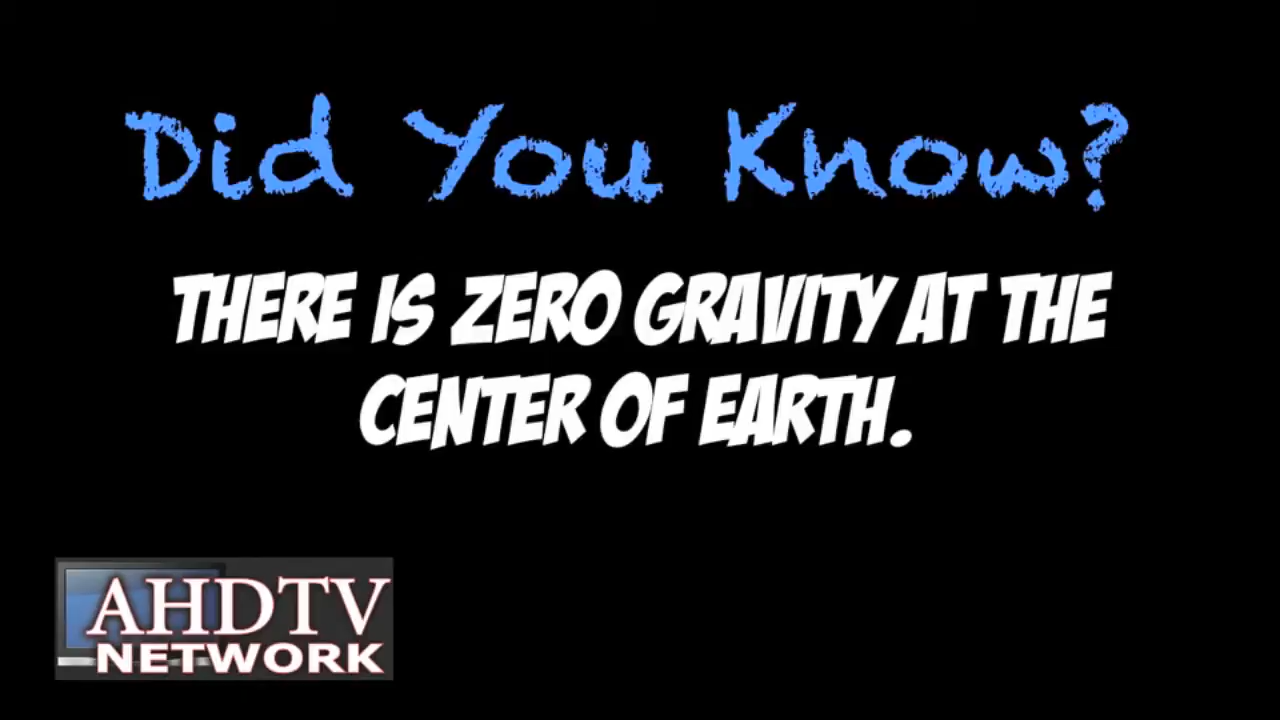 Did You Know?
THERE IS ZERO GRAVITY AT THE
CENTER OF EARTH.
AHDTV
NETWORK